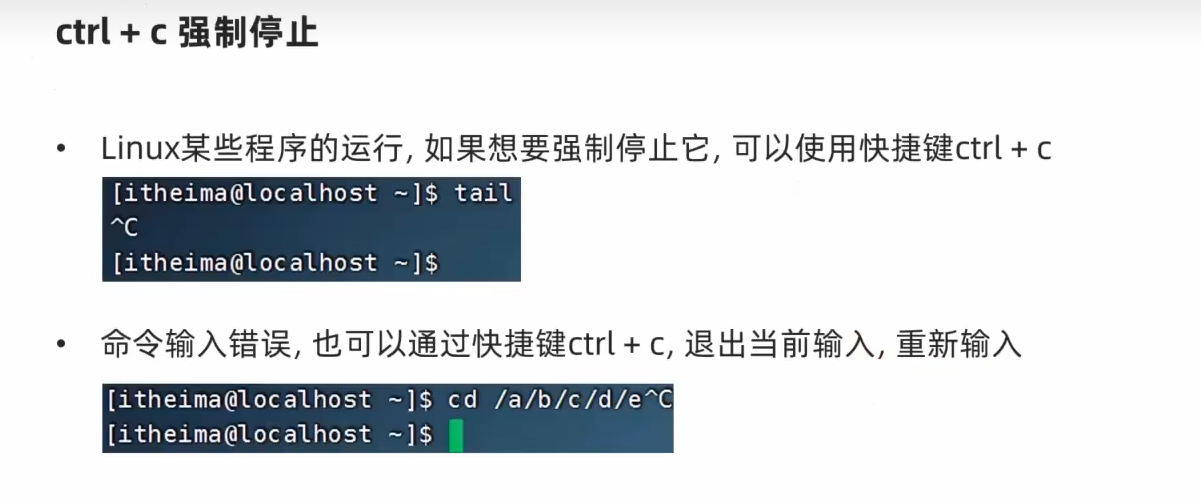 ctrl + c 强制停止
• Linux某些程序的运行, 如果想要强制停止它, 可以使用快捷键ctrl + c
[itheima@localhost ~]$ tail
^C
[itheima@localhost ~]$
• 命令输入错误, 也可以通过快捷键ctrl + c, 退出当前输入, 重新输入
[itheima@localhost ~]$ cd /a/b/c/d/e^C
[itheima@localhost ~]$